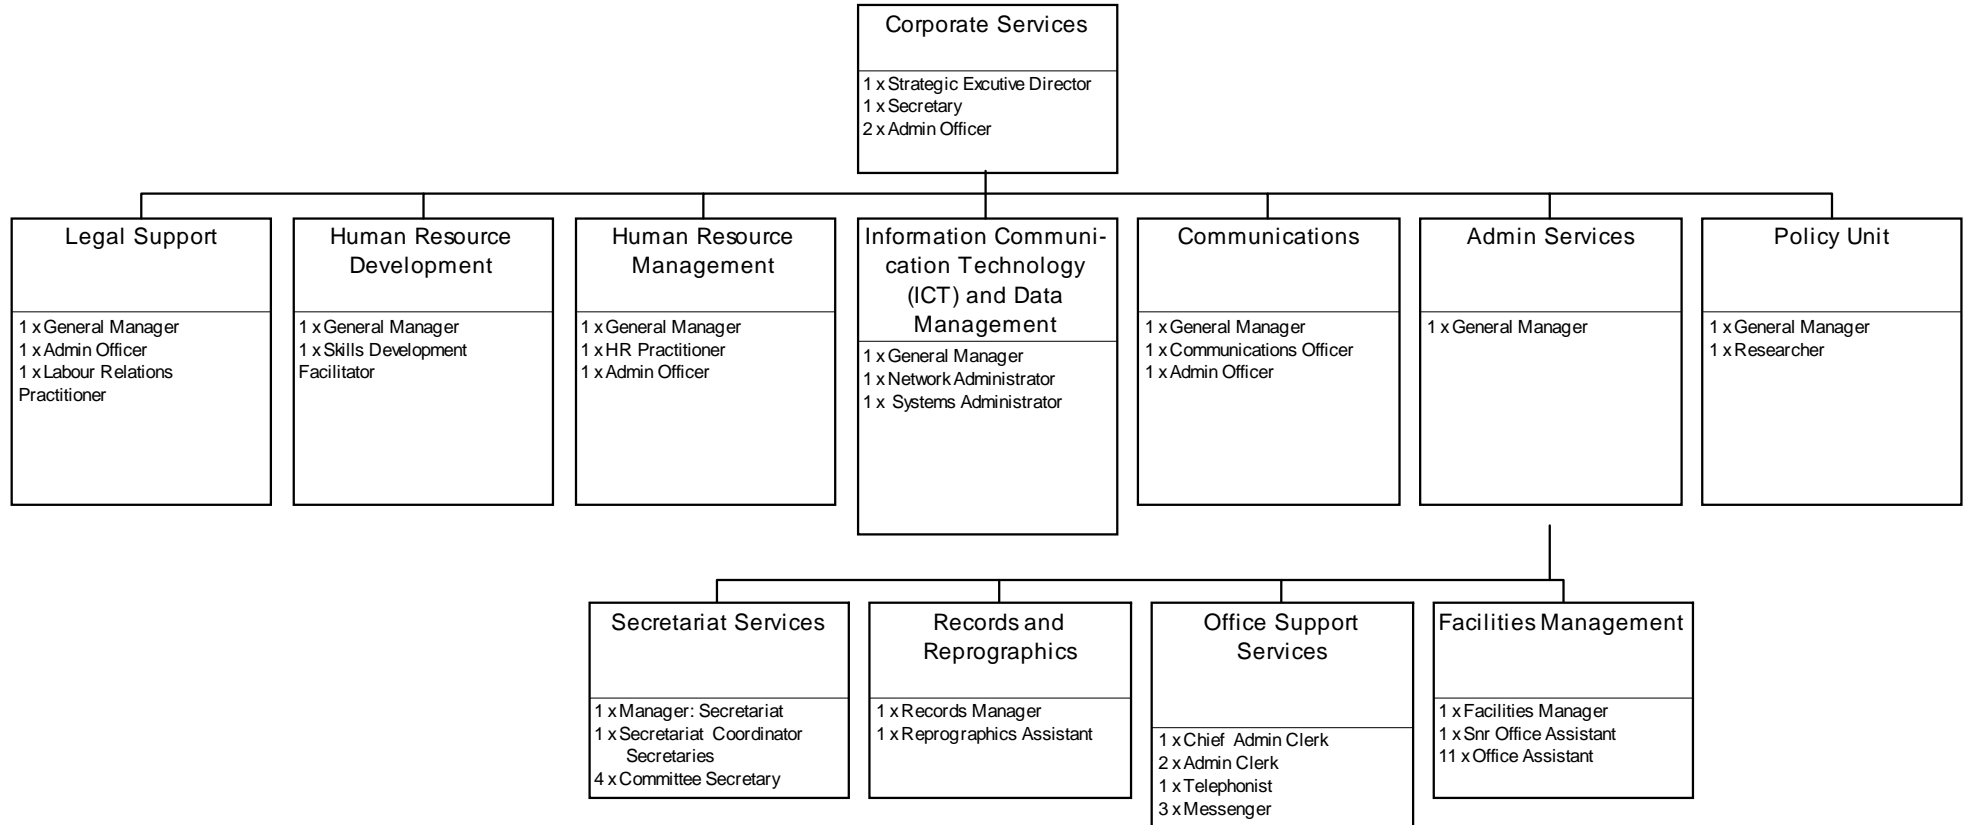 Corporate Services
1 x Strategic Excutive Director
1 x Secretary
2 x Admin Officer
Legal Support
1 x General Manager
1 x Admin Officer
1 x Labour Relations
Practitioner
Human Resource
Development
1 x General Manager
1 x Skills Development
Facilitator
Human Resource
Management
1 x General Manager
1 x HR Practitioner
1 x Admin Officer
Information Communi-
cation Technology
(ICT) and Data
Management
1 x General Manager
1 x Network Administrator
1 x Systems Administrator
Communications
1 x General Manager
1 x Communications Officer
1 x Admin Officer
Admin Services
1 x General Manager
Policy Unit
1 x General Manager
1 x Researcher
Secretariat Services
1 x Manager: Secretariat
1 x Secretariat Coordinator
Secretaries
4 x Committee Secretary
Records and
Reprographics
1 x Records Manager
1 x Reprographics Assistant
Office Support
Services
1 x Chief Admin Clerk
2 x Admin Clerk
1 x Telephonist
3 x Messenger
Facilities Management
1 x Facilities Manager
1 x Snr Office Assistant
11 x Office Assistant